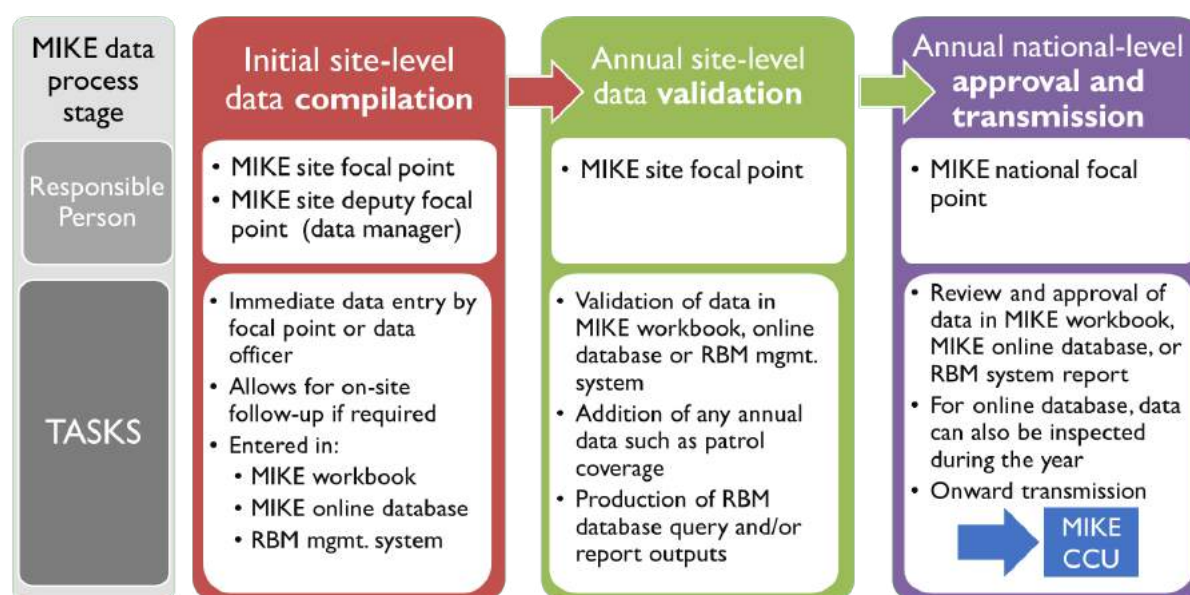 MIKE data
process
stage
Responsible
Person
TASKS
Initial site-level
data compilation
• MIKE site focal point
• MIKE site deputy focal
point (data manager)
• Immediate data entry by
focal point or data
officer
• Allows for on-site
follow-up if required
• Entered in:
• MIKE workbook
• MIKE online database
• RBM mgmt. system
Annual site-level
data validation
• MIKE site focal point
• Validation of data in
MIKE workbook, online
database or RBM mgmt.
system
• Addition of any annual
data such as patrol
coverage
• Production of RBM
database query and/or
report outputs
Annual national-level
approval and
transmission
• MIKE national focal
point
• Review and approval of
data in MIKE workbook,
MIKE online database, or
RBM system report
• For online database, data
can also be inspected
during the year
• Onward transmission
MIKE
CCU